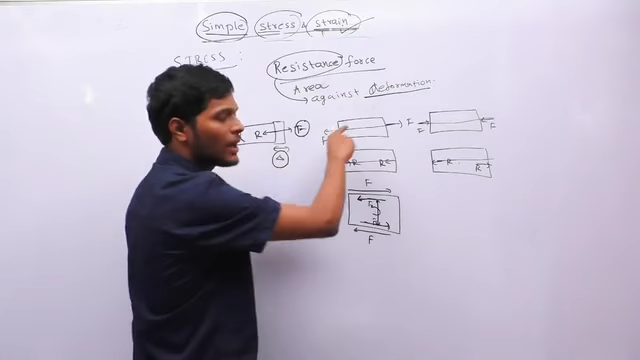 Simple stress & strain
STRESS :
Resistance force
Area
against deformation.
R F
F F
F F
Δ
R R
R R
F
F